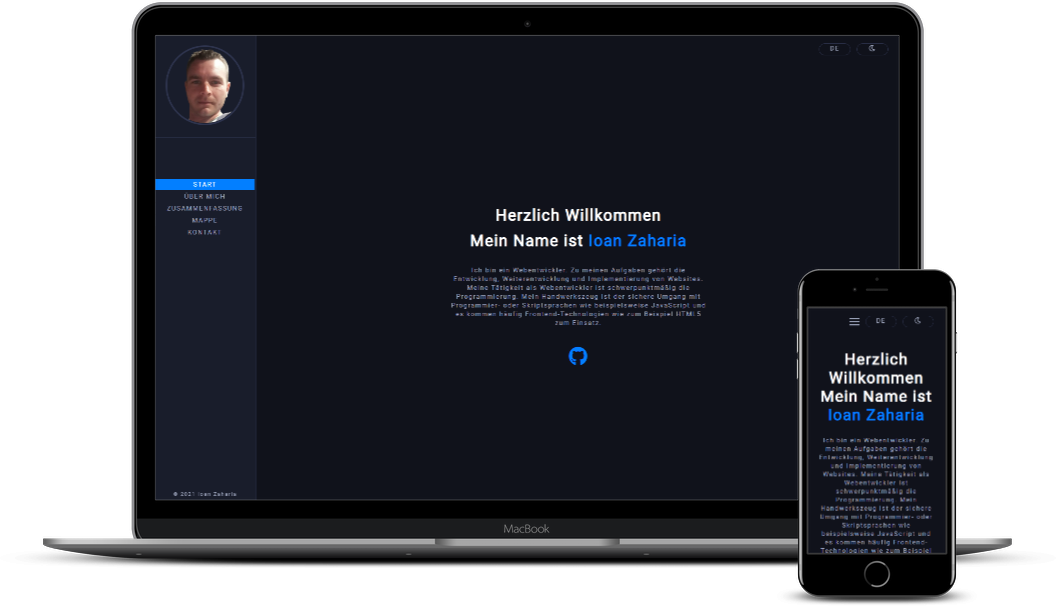 DE
START
ÜBER MICH
ZUSAMMENFASSUNG
MAPPE
KONTAKT
© 2021 Ioan Zaharia
Herzlich Willkommen
Mein Name ist Ioan Zaharia
Ich bin ein Webentwickler. Zu meinen Aufgaben gehört die
Entwicklung, Weiterentwicklung und Implementierung von Websites.
Meine Tätigkeit als Webentwickler ist schwerpunktmäßig die
Programmierung. Mein Handwerkszeug ist der sichere Umgang mit
Programmier- oder Skriptsprachen wie beispielsweise JavaScript und
es kommen häufig Frontend-Technologien wie zum Beispiel HTML5
zum Einsatz.
MacBook
DE
Herzlich
Willkommen
Mein Name ist
Ioan Zaharia
Ich bin ein Webentwickler. Zu
meinen Aufgaben gehört die
Entwicklung, Weiterentwicklung
und Implementierung von
Websites. Meine Tätigkeit als
Webentwickler ist
schwerpunktmäßig die
Programmierung. Mein
Handwerkszeug ist der sichere
Umgang mit Programmier- oder
Skriptsprachen wie
beispielsweise JavaScript und
es kommen häufig Frontend-
Technologien wie zum Beispiel